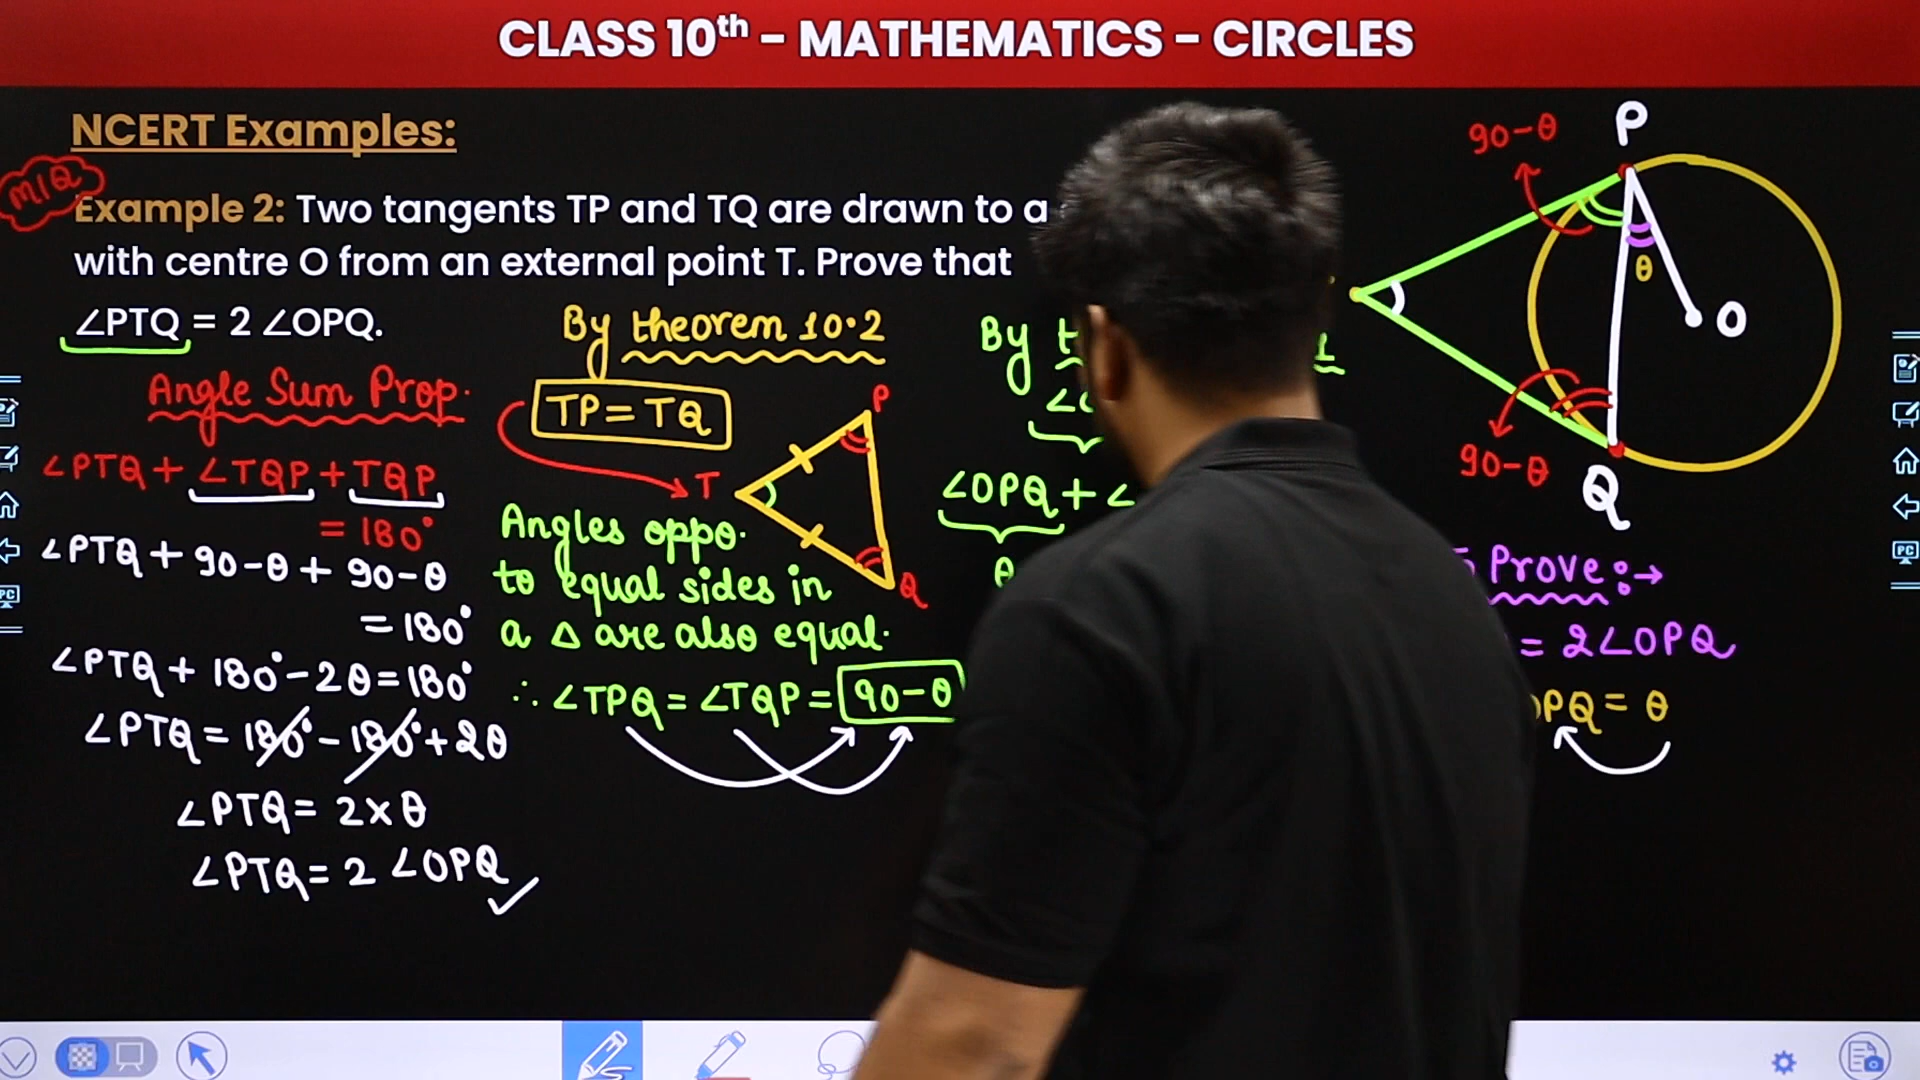 CLASS 10th - MATHEMATICS - CIRCLES
NCERT Examples:
MIQ
Example 2: Two tangents TP and TQ are drawn to a
with centre O from an external point T. Prove that
∠PTQ = 2 ∠OPQ.
Angle Sum Prop.
∠PTQ + ∠TQP + TQP
= 180°
∠PTQ + 90-θ + 90-θ
= 180°
∠PTQ + 180° - 2θ = 180°
∠PTQ = 180° - 180° + 2θ
∠PTQ = 2×θ
∠PTQ = 2 ∠OPQ
By theorem 10.2
TP = TQ
P
T
Q
Angles oppo.
to equal sides in
a Δ are also equal.
∴ ∠TPQ = ∠TQP = 90-θ
By
1
∠OPQ + ∠
θ
90-θ
P
θ
O
90-θ
Q
Prove :→
= 2∠OPQ
PQ = θ